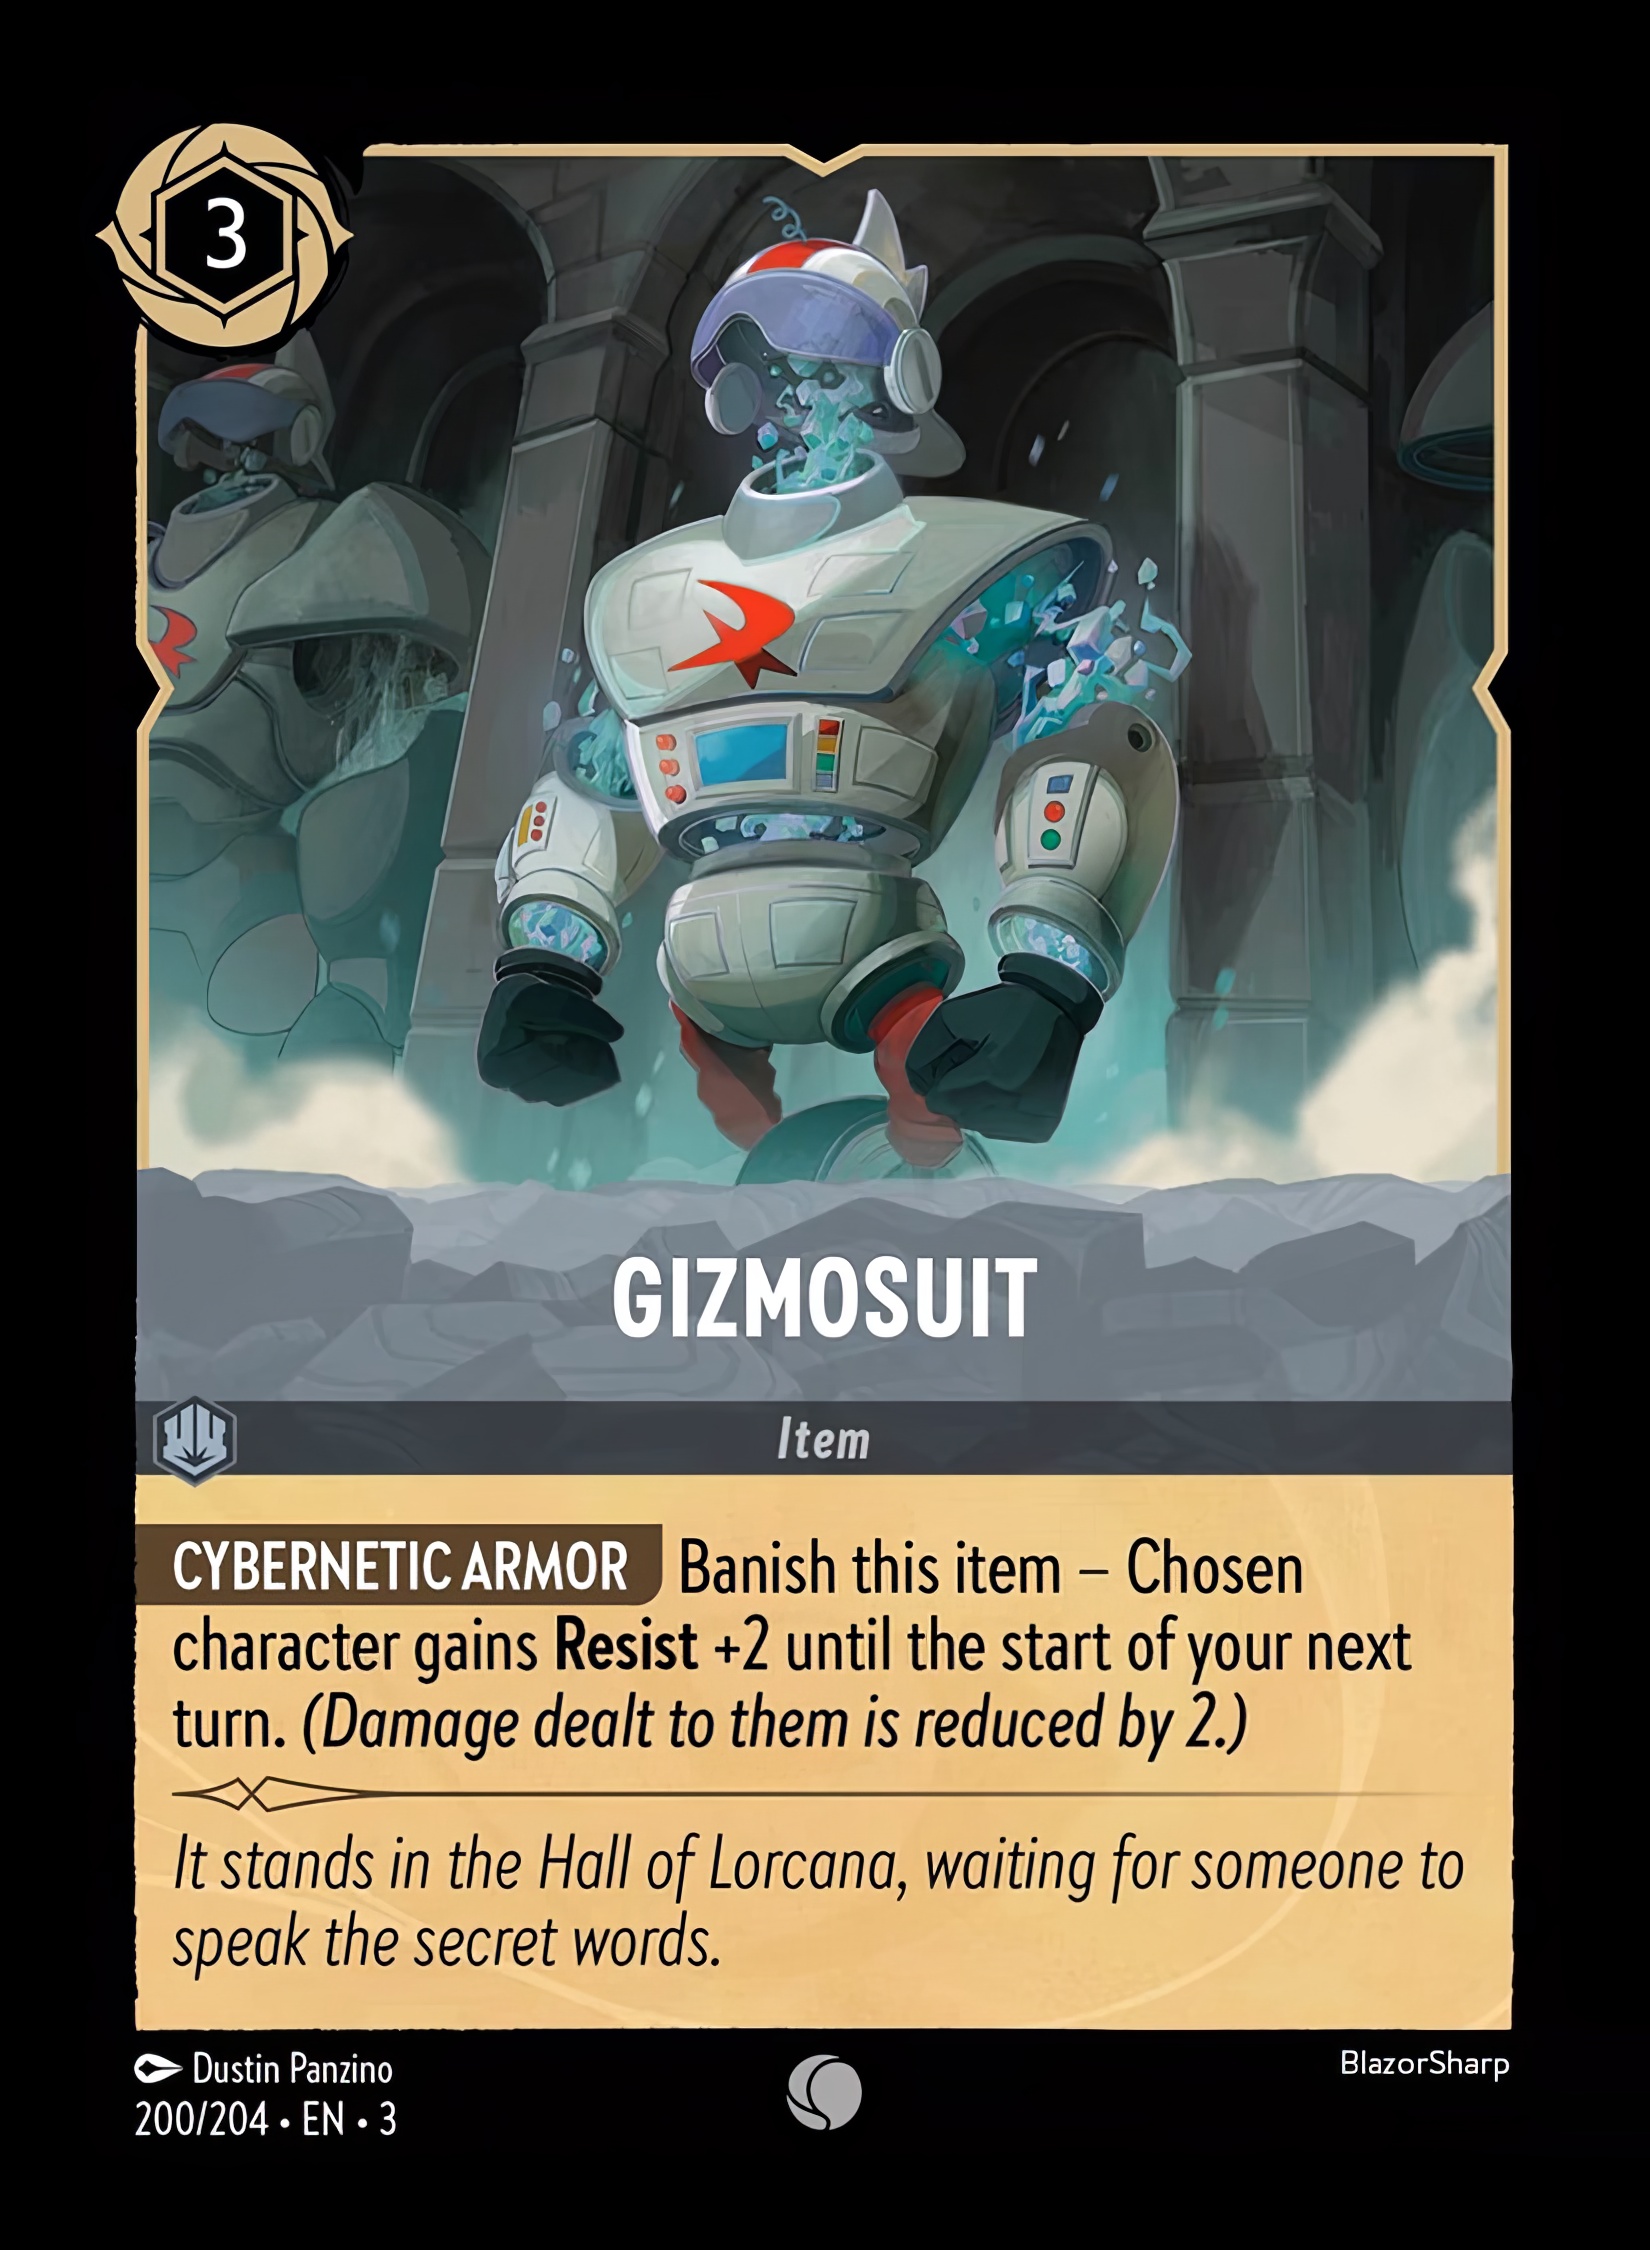 3
GIZMOSUIT
Item
CYBERNETIC ARMOR Banish this item – Chosen
character gains Resist +2 until the start of your next
turn. (Damage dealt to them is reduced by 2.)
It stands in the Hall of Lorcana, waiting for someone to
speak the secret words.
Dustin Panzino
BlazorSharp
200/204 • EN • 3